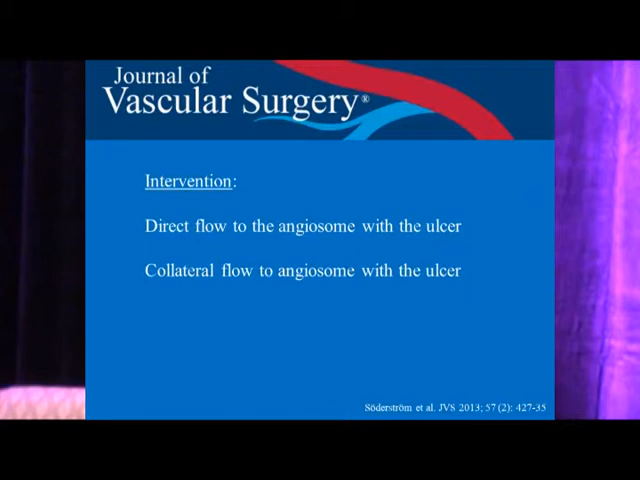 Journal of
Vascular Surgery®
Intervention:
Direct flow to the angiosome with the ulcer
Collateral flow to angiosome with the ulcer
Söderström et al. JVS 2013; 57 (2): 427-35